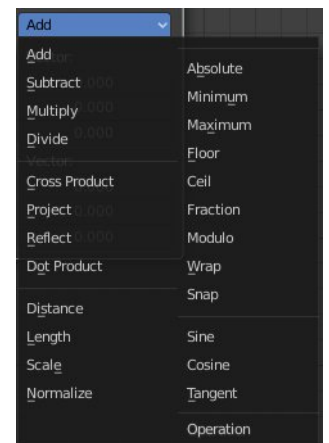 Add
Add
Subtract
Multiply
Divide
Cross Product
Project
Reflect
Dot Product
Distance
Length
Scale
Normalize
Absolute
Minimum
Maximum
Floor
Ceil
Fraction
Modulo
Wrap
Snap
Sine
Cosine
Tangent
Operation